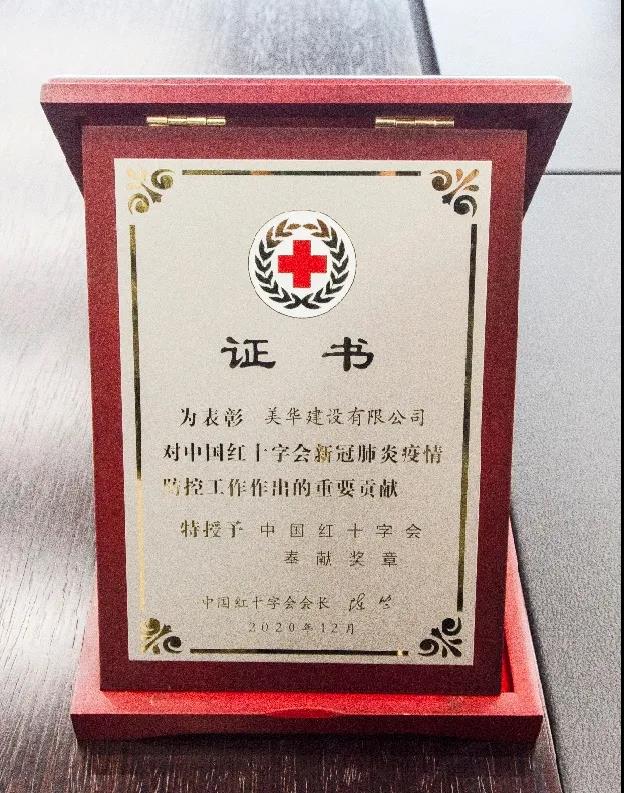 证 书
为表彰 美华建设有限公司
对中国红十字会新冠肺炎疫情
防控工作作出的重要贡献
特授予 中国红十字会
奉献奖章
中国红十字会会长
2020年12月